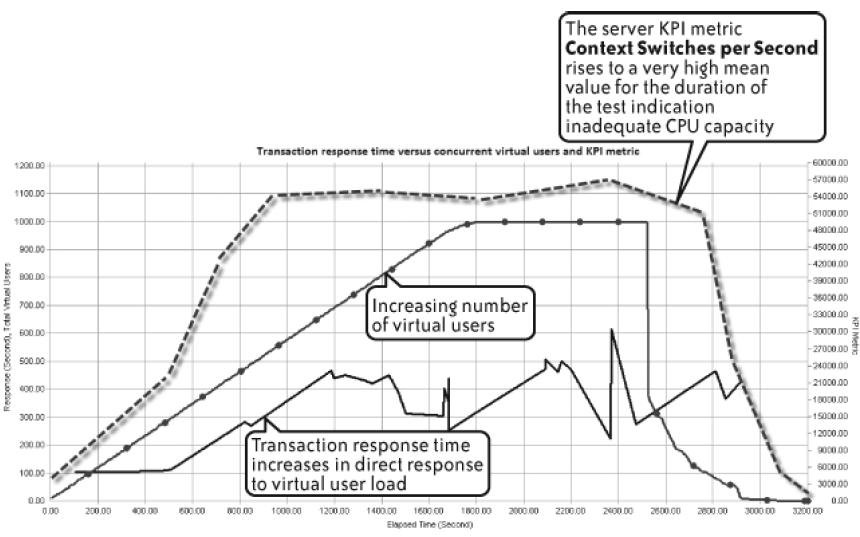 The server KPI metric
Context Switches per Second
rises to a very high mean
value for the duration of
the test indication
inadequate CPU capacity
Transaction response time versus concurrent virtual users and KPI metric
1200.00
1100.00
1000.00
900.00
800.00
700.00
600.00
500.00
400.00
300.00
200.00
100.00
0.00
Response (Second), Total Virtual Users
60000.00
57000.00
54000.00
51000.00
48000.00
45000.00
42000.00
39000.00
36000.00
33000.00
30000.00
27000.00
24000.00
21000.00
18000.00
15000.00
12000.00
9000.00
6000.00
3000.00
0.00
KPI Metric
Increasing number
of virtual users
Transaction response time
increases in direct response
to virtual user load
0.00 200.00 400.00 600.00 800.00 1000.00 1200.00 1400.00 1600.00 1800.00 2000.00 2200.00 2400.00 2600.00 2800.00 3000.00 3200.00
Elapsed Time (Second)